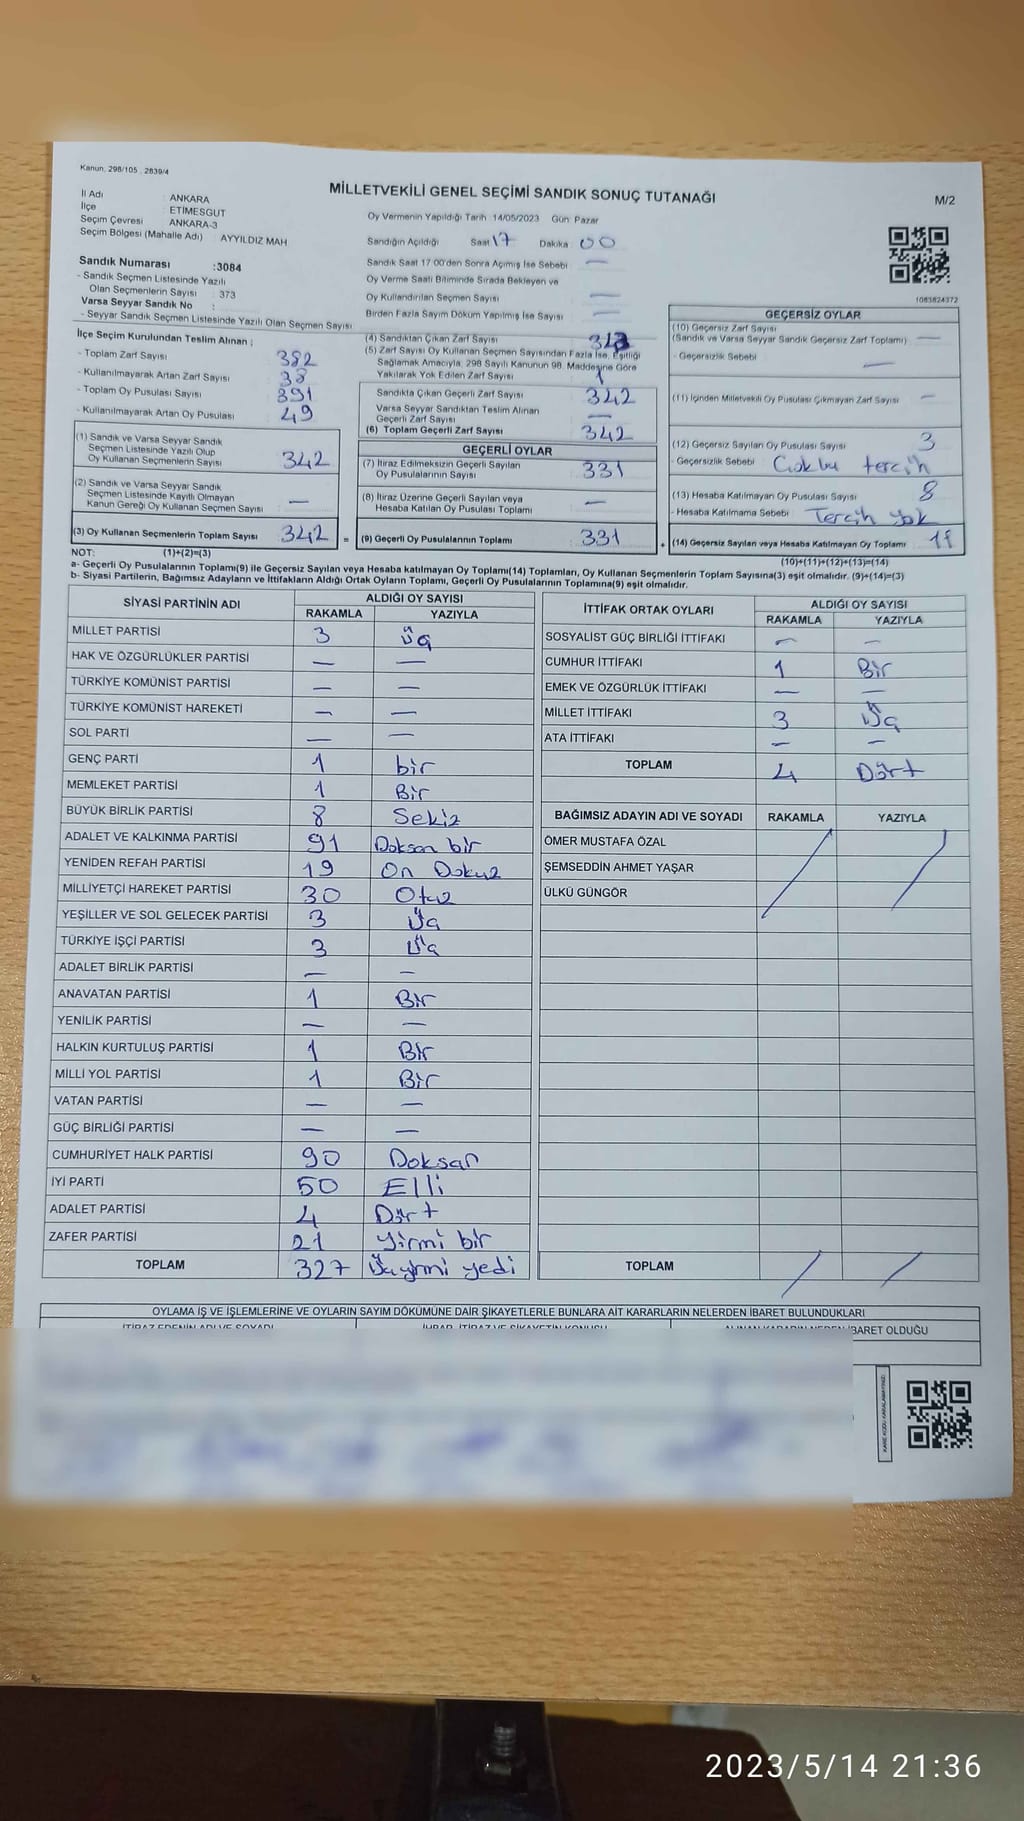 Kanun, 298/105 , 2839/4
MİLLETVEKİLİ GENEL SEÇİMİ SANDIK SONUÇ TUTANAĞI
M/2
İl Adı : ANKARA
İlçe : ETİMESGUT
Seçim Çevresi : ANKARA-3
Seçim Bölgesi (Mahalle Adı) : AYYILDIZ MAH
Sandık Numarası :3084
- Sandık Seçmen Listesinde Yazılı
Olan Seçmenlerin Sayısı : 373
Varsa Seyyar Sandık No :
- Seyyar Sandık Seçmen Listesinde Yazılı Olan Seçmen Sayısı :
Oy Vermenin Yapıldığı Tarih 14/05/2023 Gün: Pazar
Sandığın Açıldığı Saat 17 Dakika : 00
Sandık Saat 17:00'den Sonra Açımış İse Sebebi : —
Oy Verme Saati Bitiminde Sırada Bekleyen ve
Oy Kullandırılan Seçmen Sayısı : —
Birden Fazla Sayım Döküm Yapılmış İse Sayısı : —
1083824372
İlçe Seçim Kurulundan Teslim Alınan ;
- Toplam Zarf Sayısı : 382
- Kullanılmayarak Artan Zarf Sayısı : 38
- Toplam Oy Pusulası Sayısı : 391
- Kullanılmayarak Artan Oy Pusulası : 49
(1) Sandık ve Varsa Seyyar Sandık
Seçmen Listesinde Yazılı Olup
Oy Kullanan Seçmenlerin Sayısı : 342
(2) Sandık ve Varsa Seyyar Sandık
Seçmen Listesinde Kayıtlı Olmayan
Kanun Gereği Oy Kullanan Seçmen Sayısı : —
(3) Oy Kullanan Seçmenlerin Toplam Sayısı : 342 =
(4) Sandıktan Çıkan Zarf Sayısı :
(5) Zarf Sayısı Oy Kullanan Seçmen Sayısından Fazla İse, Eşitliği
Sağlamak Amacıyla, 298 Sayılı Kanunun 98. Maddesine Göre
Yakılarak Yok Edilen Zarf Sayısı : 1
Sandıkta Çıkan Geçerli Zarf Sayısı : 342
Varsa Seyyar Sandıktan Teslim Alınan
Geçerli Zarf Sayısı : —
(6) Toplam Geçerli Zarf Sayısı : 342
GEÇERLİ OYLAR
(7) İtiraz Edilmeksizin Geçerli Sayılan
Oy Pusulalarının Sayısı : 331
(8) İtiraz Üzerine Geçerli Sayılan veya
Hesaba Katılan Oy Pusulası Toplamı : —
(9) Geçerli Oy Pusulalarının Toplamı : 331 +
GEÇERSİZ OYLAR
(10) Geçersiz Zarf Sayısı
(Sandık ve Varsa Seyyar Sandık Geçersiz Zarf Toplamı) : —
- Geçersizlik Sebebi : —
(11) İçinden Milletvekili Oy Pusulası Çıkmayan Zarf Sayısı : —
(12) Geçersiz Sayılan Oy Pusulası Sayısı : 3
- Geçersizlik Sebebi : tercih
(13) Hesaba Katılmayan Oy Pusulası Sayısı : 8
- Hesaba Katılmama Sebebi : Tercih yok
(14) Geçersiz Sayılan veya Hesaba Katılmayan Oy Toplamı : 11
NOT: (1)+(2)=(3) (10)+(11)+(12)+(13)=(14)
a- Geçerli Oy Pusulalarının Toplamı(9) ile Geçersiz Sayılan veya Hesaba katılmayan Oy Toplamı(14) Toplamları, Oy Kullanan Seçmenlerin Toplam Sayısına(3) eşit olmalıdır. (9)+(14)=(3)
b- Siyasi Partilerin, Bağımsız Adayların ve İttifakların Aldığı Ortak Oyların Toplamı, Geçerli Oy Pusulalarının Toplamına(9) eşit olmalıdır.
SİYASİ PARTİNİN ADI ALDIĞI OY SAYISI
RAKAMLA YAZIYLA
MİLLET PARTİSİ 3 Üç
HAK VE ÖZGÜRLÜKLER PARTİSİ — —
TÜRKİYE KOMÜNİST PARTİSİ — —
TÜRKİYE KOMÜNİST HAREKETİ — —
SOL PARTİ — —
GENÇ PARTİ 1 bir
MEMLEKET PARTİSİ 1 Bir
BÜYÜK BİRLİK PARTİSİ 8 Sekiz
ADALET VE KALKINMA PARTİSİ 91 Doksan bir
YENİDEN REFAH PARTİSİ 19 On Dokuz
MİLLİYETÇİ HAREKET PARTİSİ 30 Otuz
YEŞİLLER VE SOL GELECEK PARTİSİ 3 Üç
TÜRKİYE İŞÇİ PARTİSİ 3 Üç
ADALET BİRLİK PARTİSİ — —
ANAVATAN PARTİSİ 1 Bir
YENİLİK PARTİSİ — —
HALKIN KURTULUŞ PARTİSİ 1 Bir
MİLLİ YOL PARTİSİ 1 Bir
VATAN PARTİSİ — —
GÜÇ BİRLİĞİ PARTİSİ — —
CUMHURİYET HALK PARTİSİ 90 Doksan
İYİ PARTİ 50 Elli
ADALET PARTİSİ 4 Dört
ZAFER PARTİSİ 21 Yirmi bir
TOPLAM 327 Üçyirmi yedi
İTTİFAK ORTAK OYLARI ALDIĞI OY SAYISI
RAKAMLA YAZIYLA
SOSYALİST GÜÇ BİRLİĞİ İTTİFAKI — —
CUMHUR İTTİFAKI 1 Bir
EMEK VE ÖZGÜRLÜK İTTİFAKI — —
MİLLET İTTİFAKI 3 Üç
ATA İTTİFAKI — —
TOPLAM 4 Dört
BAĞIMSIZ ADAYIN ADI VE SOYADI RAKAMLA YAZIYLA
ÖMER MUSTAFA ÖZAL
ŞEMSEDDİN AHMET YAŞAR
ÜLKÜ GÜNGÖR
TOPLAM
OYLAMA İŞ VE İŞLEMLERİNE VE OYLARIN SAYIM DÖKÜMÜNE DAİR ŞİKAYETLERLE BUNLARA AİT KARARLARIN NELERDEN İBARET BULUNDUKLARI
İTİRAZ EDENİN ADI VE SOYADI İHBAR, İTİRAZ VE ŞİKAYETİN KONUSU ALINAN KARARIN NEDEN İBARET OLDUĞU
2023/5/14 21:36